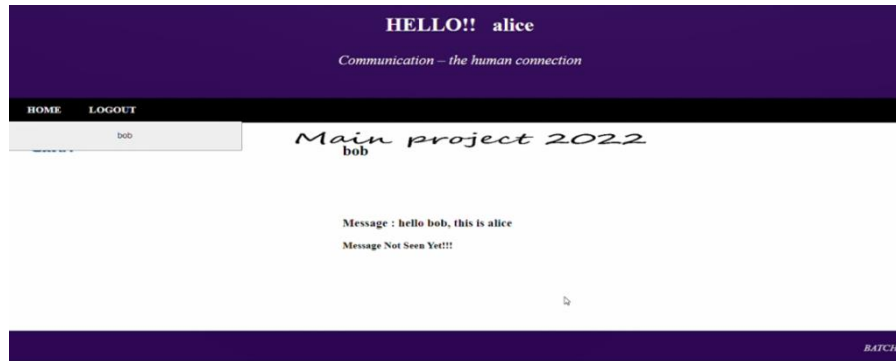 HELLO!! alice
Communication – the human connection
HOME LOGOUT
bob
Main project 2022
bob
Message : hello bob, this is alice
Message Not Seen Yet!!!
BATCH